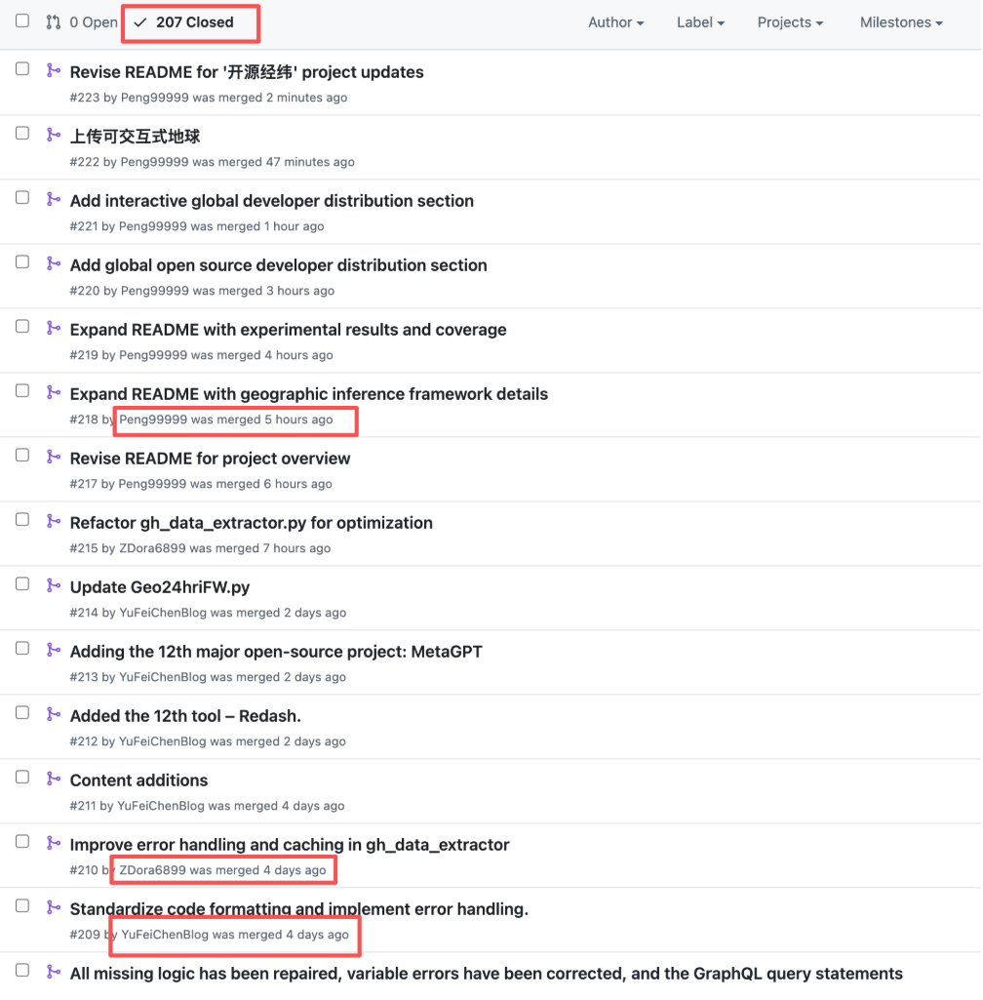 0 Open 207 Closed Author Label Projects Milestones
Revise README for '开源经纬' project updates
#223 by Peng99999 was merged 2 minutes ago
上传可交互式地球
#222 by Peng99999 was merged 47 minutes ago
Add interactive global developer distribution section
#221 by Peng99999 was merged 1 hour ago
Add global open source developer distribution section
#220 by Peng99999 was merged 3 hours ago
Expand README with experimental results and coverage
#219 by Peng99999 was merged 4 hours ago
Expand README with geographic inference framework details
#218 by Peng99999 was merged 5 hours ago
Revise README for project overview
#217 by Peng99999 was merged 6 hours ago
Refactor gh_data_extractor.py for optimization
#215 by ZDora6899 was merged 7 hours ago
Update Geo24hriFW.py
#214 by YuFeiChenBlog was merged 2 days ago
Adding the 12th major open-source project: MetaGPT
#213 by YuFeiChenBlog was merged 2 days ago
Added the 12th tool – Redash.
#212 by YuFeiChenBlog was merged 2 days ago
Content additions
#211 by YuFeiChenBlog was merged 4 days ago
Improve error handling and caching in gh_data_extractor
#210 by ZDora6899 was merged 4 days ago
Standardize code formatting and implement error handling.
#209 by YuFeiChenBlog was merged 4 days ago
All missing logic has been repaired, variable errors have been corrected, and the GraphQL query statements